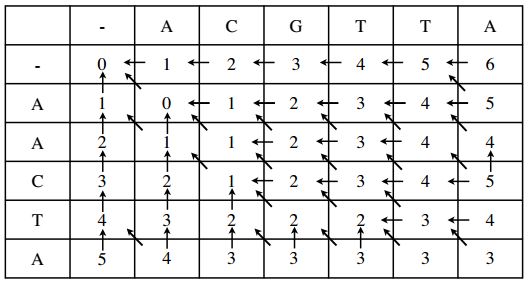 - A C G T T A
- 0 1 2 3 4 5 6
A 1 0 1 2 3 4 5
A 2 1 1 2 3 4 4
C 3 2 1 2 3 4 5
T 4 3 2 2 2 3 4
A 5 4 3 3 3 3 3